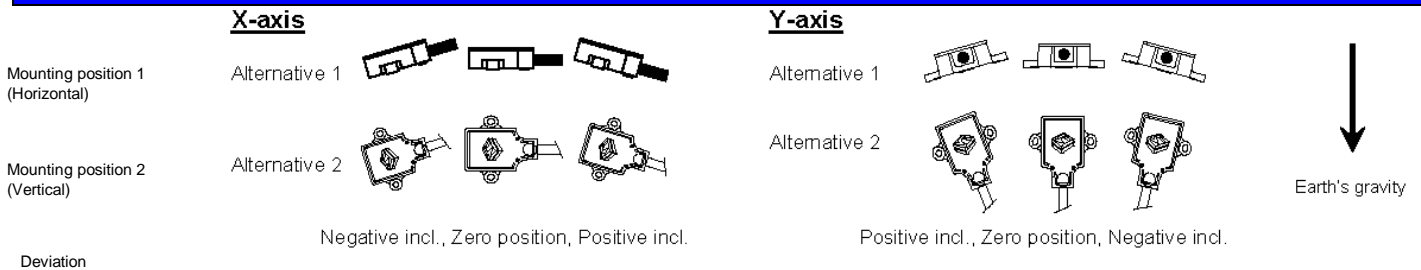 X-axis
Y-axis
Mounting position 1
(Horizontal)
Alternative 1
Alternative 1
Alternative 2
Alternative 2
Mounting position 2
(Vertical)
Earth's gravity
Negative incl., Zero position, Positive incl.
Positive incl., Zero position, Negative incl.
Deviation